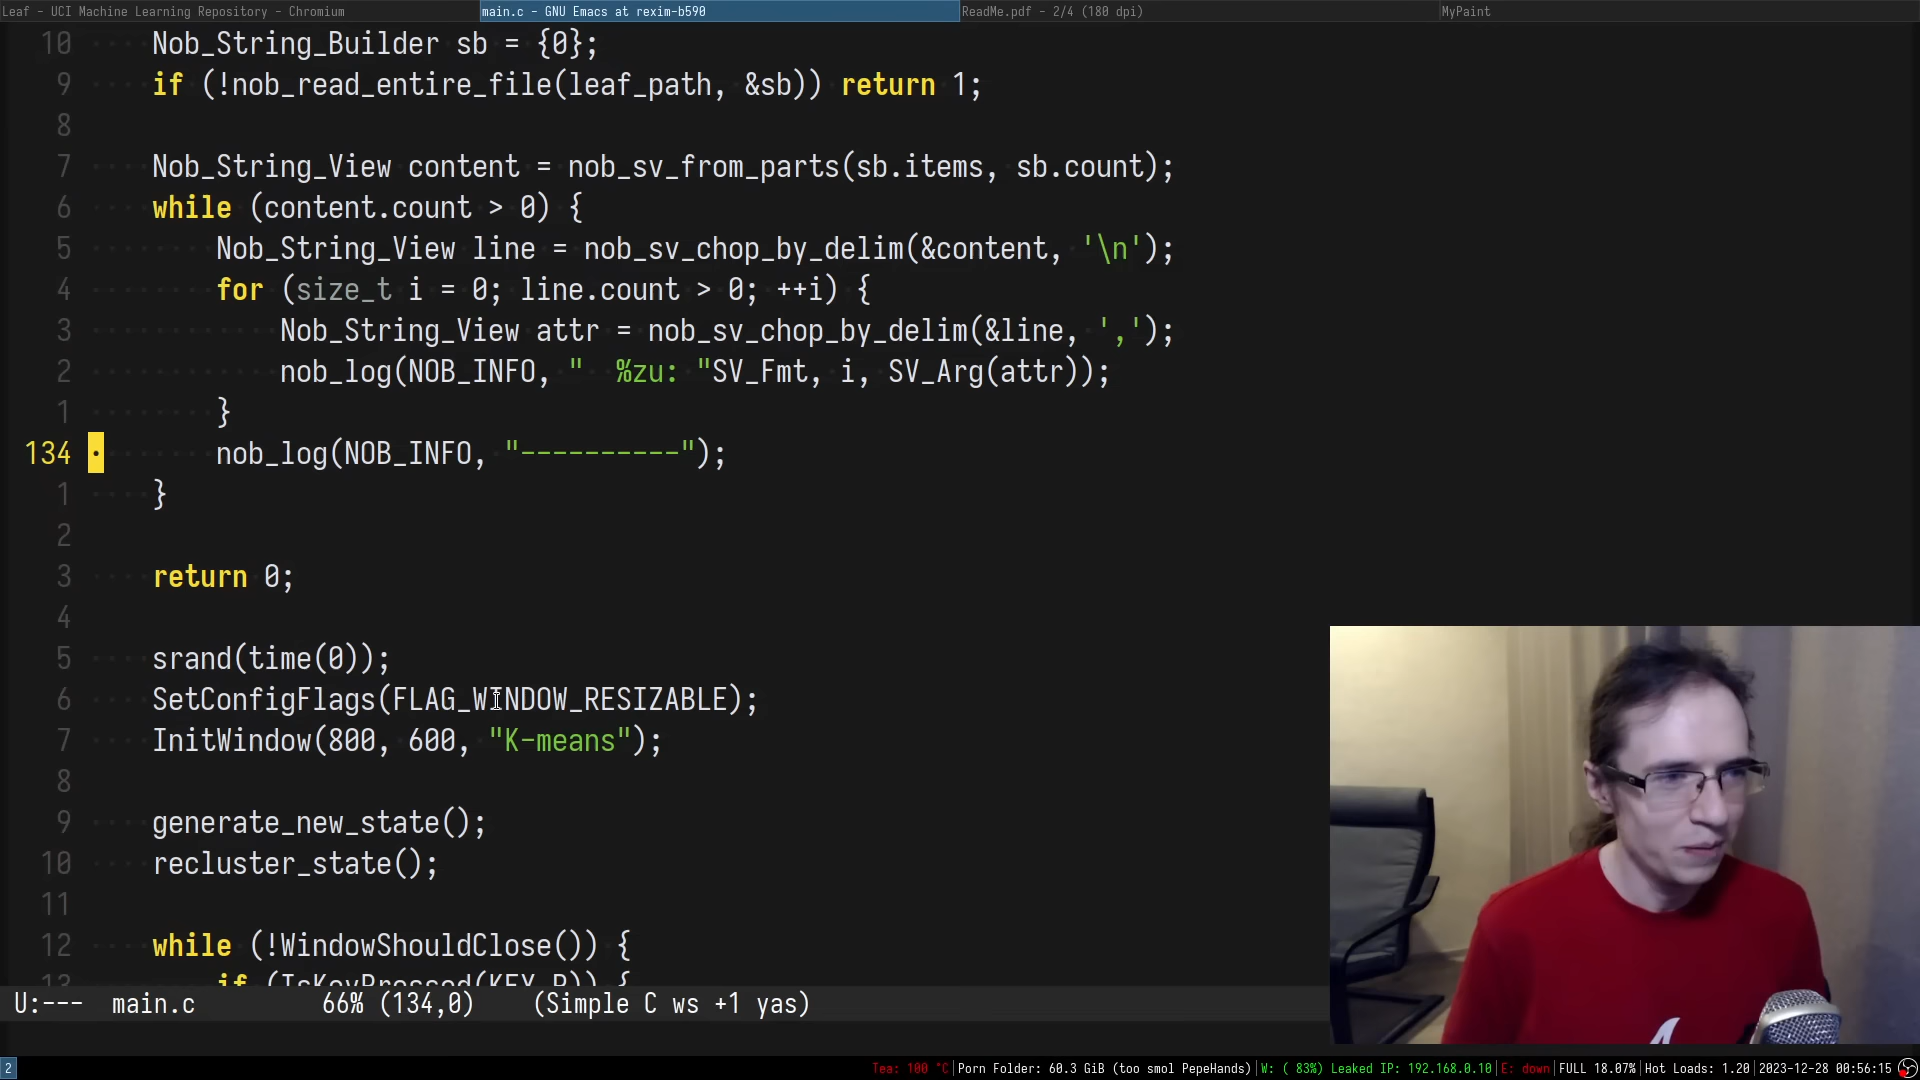 Leaf - UCI Machine Learning Repository - Chromium main.c - GNU Emacs at rexim-b590 ReadMe.pdf - 2/4 (180 dpi) MyPaint
10 Nob_String_Builder sb = {0};
9 if (!nob_read_entire_file(leaf_path, &sb)) return 1;
8
7 Nob_String_View content = nob_sv_from_parts(sb.items, sb.count);
6 while (content.count > 0) {
5 Nob_String_View line = nob_sv_chop_by_delim(&content, '\n');
4 for (size_t i = 0; line.count > 0; ++i) {
3 Nob_String_View attr = nob_sv_chop_by_delim(&line, ',');
2 nob_log(NOB_INFO, "  %zu: "SV_Fmt, i, SV_Arg(attr));
1 }
134 nob_log(NOB_INFO, "----------");
1 }
2
3 return 0;
4
5 srand(time(0));
6 SetConfigFlags(FLAG_WINDOW_RESIZABLE);
7 InitWindow(800, 600, "K-means");
8
9 generate_new_state();
10 recluster_state();
11
12 while (!WindowShouldClose()) {
13 if (IsKeyPressed(KEY_R)) {
U:--- main.c 66% (134,0) (Simple C ws +1 yas)
2 Tea: 100 °C|Porn Folder: 60.3 GiB (too smol PepeHands)|W: ( 83%) Leaked IP: 192.168.0.10|E: down|FULL 18.07%|Hot Loads: 1.20|2023-12-28 00:56:15